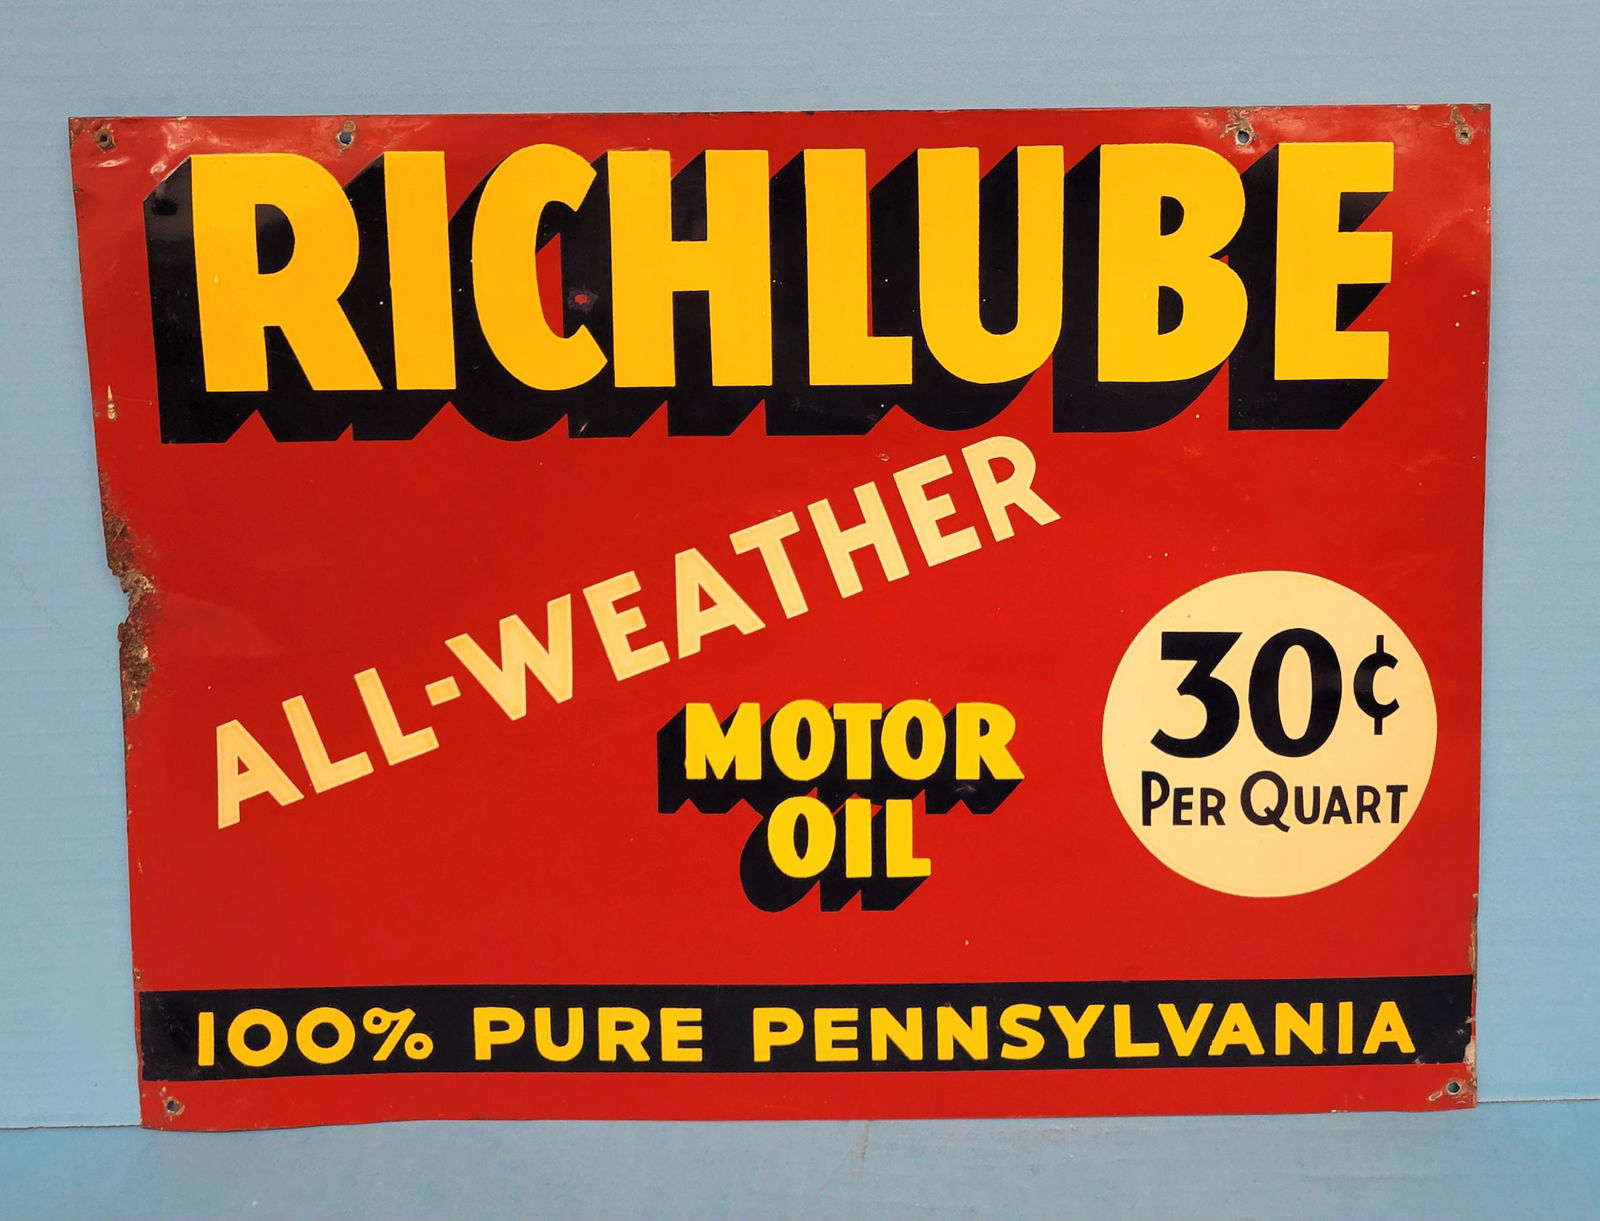 RICHLUBE
ALL-WEATHER
MOTOR
OIL
30¢
PER QUART
100% PURE PENNSYLVANIA